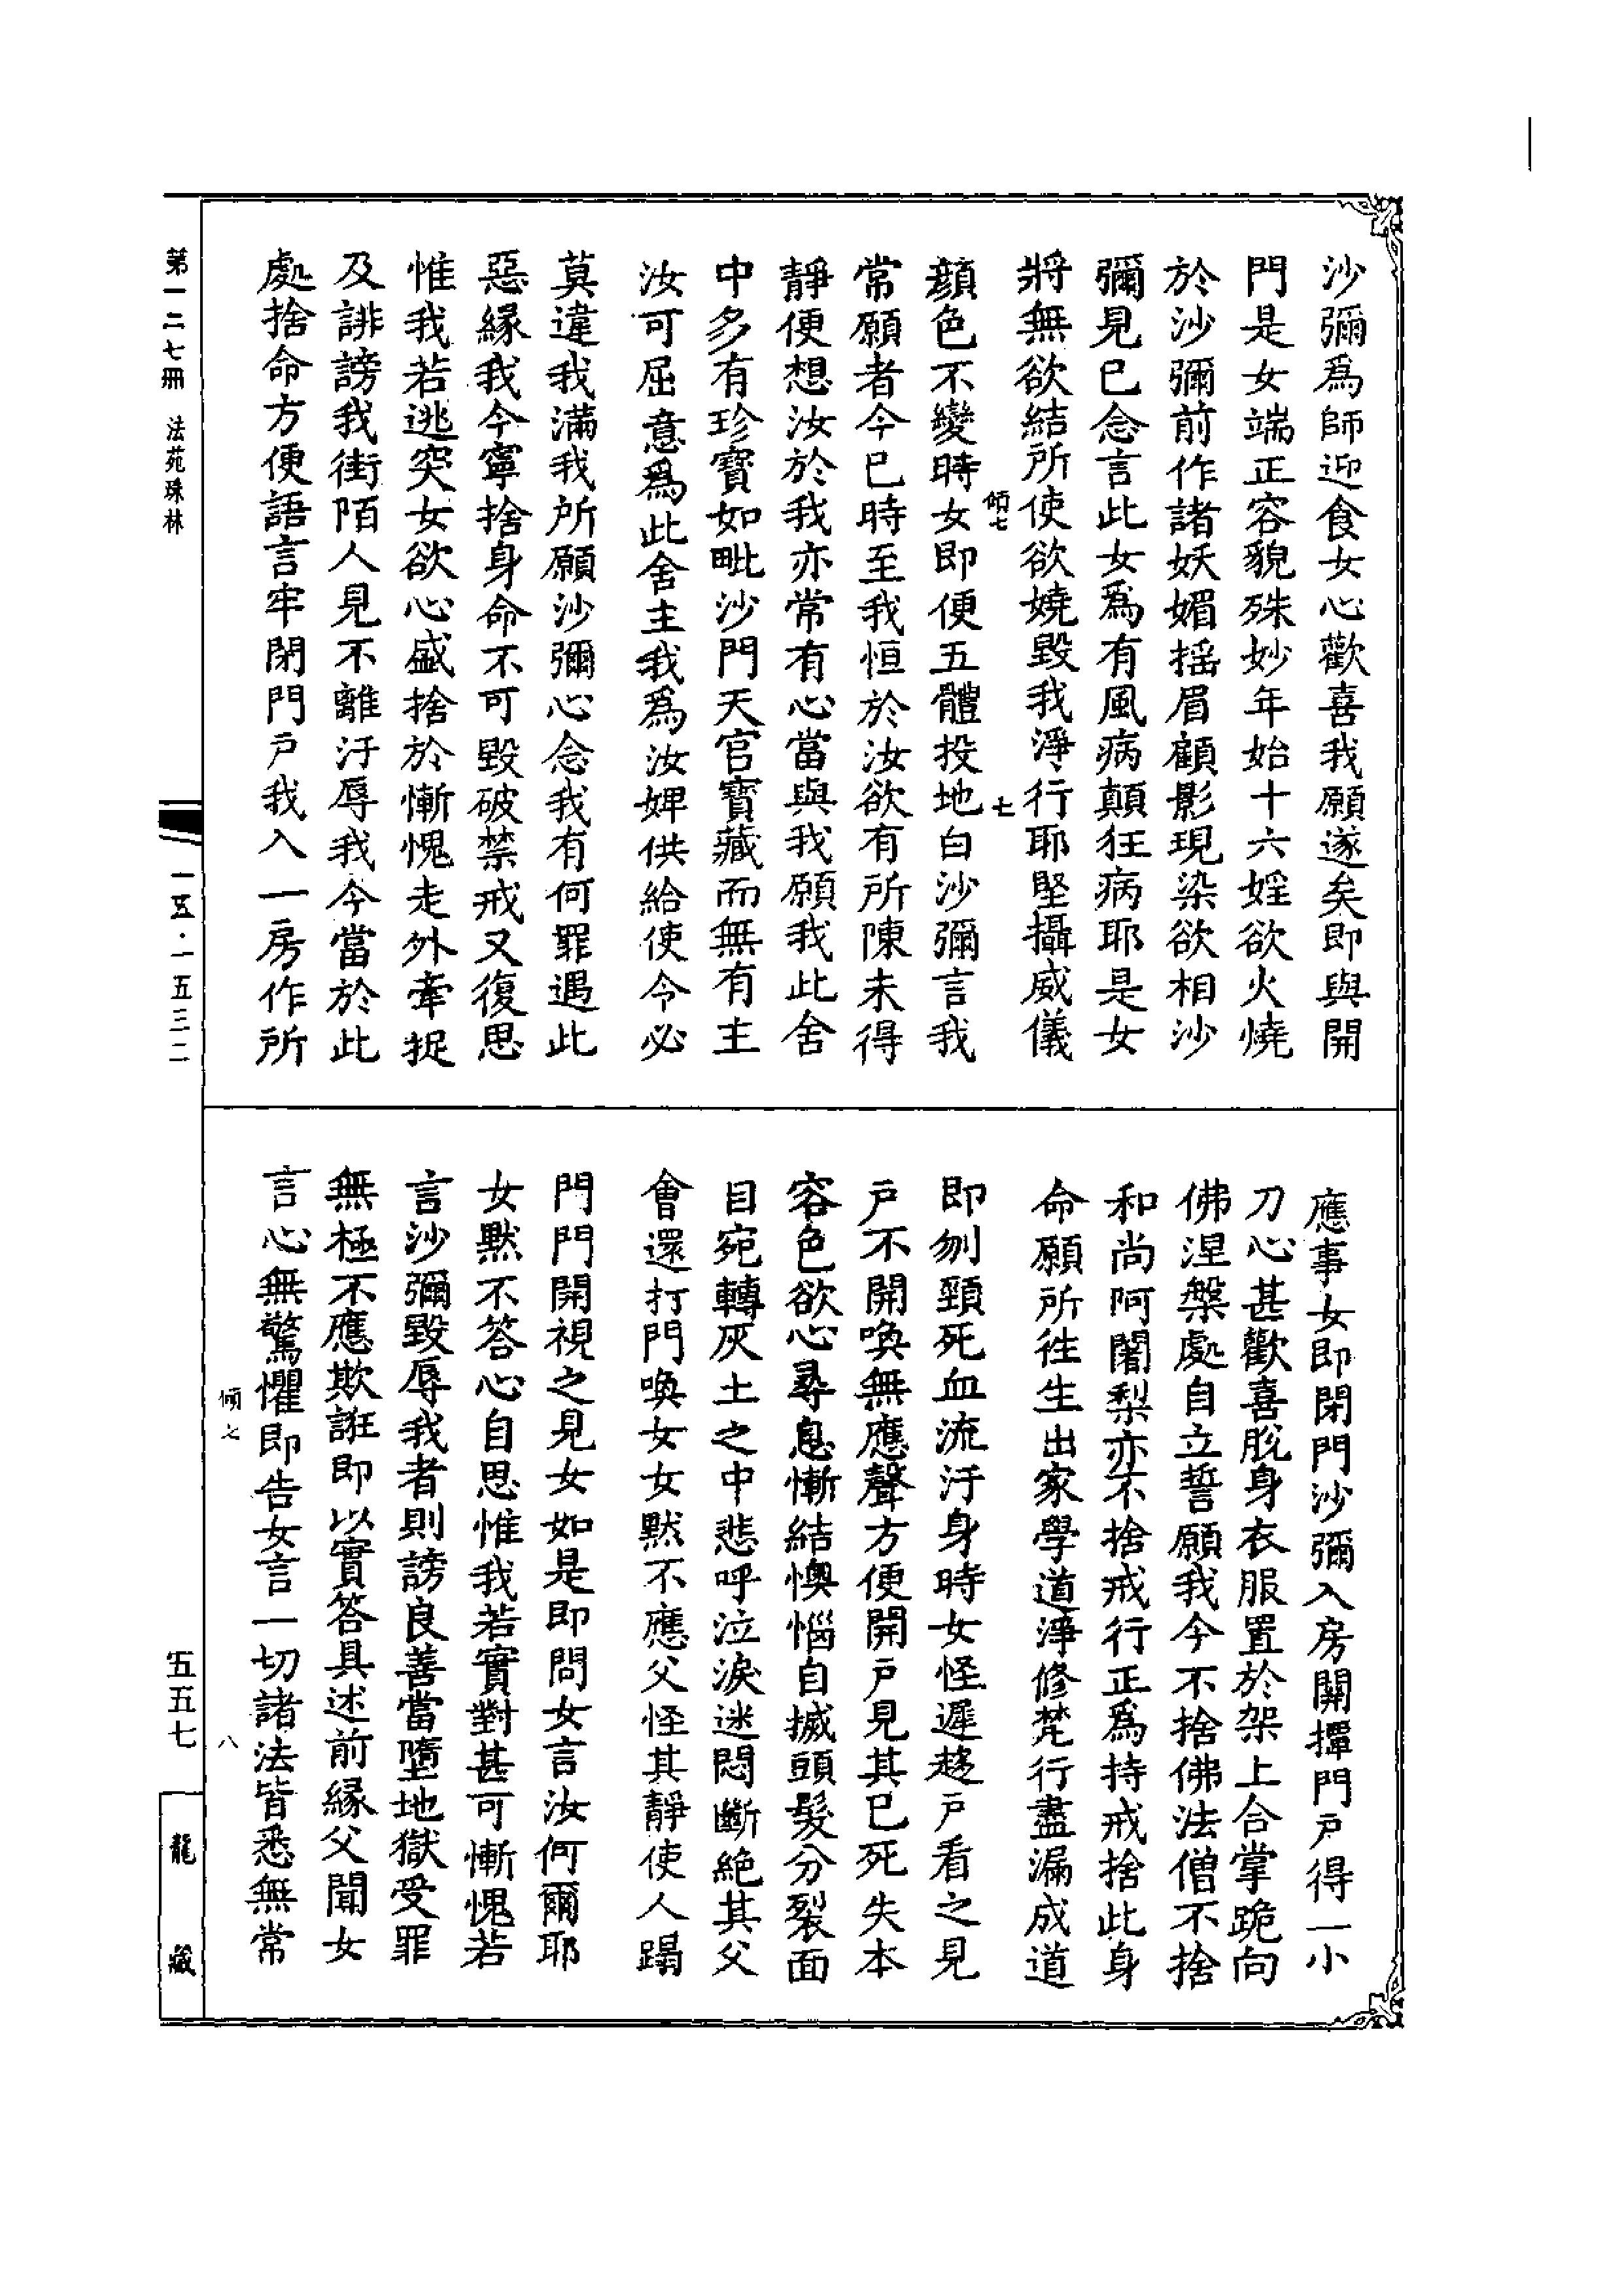 沙彌爲師迎食女心歡喜我願遂矣即與開
門是女端正容貌殊妙年始十六婬欲火燒
於沙彌前作諸妖媚揺眉顧影現染欲相沙
彌見已念言此女爲有風病顛狂病耶是女
將無欲結所使欲嬈毀我淨行耶堅攝威儀
傾七
七
顔色不變時女即便五體投地白沙彌言我
常願者今已時至我恒於汝欲有所陳未得
靜便想汝於我亦常有心當與我願我此舍
中多有珍寶如毗沙門天宫寶藏而無有主
汝可屈意爲此舍主我爲汝婢供給使令必
莫違我滿我所願沙彌心念我有何罪遇此
惡緣我今寧捨身命不可毀破禁戒又復思
惟我若逃突女欲心盛捨於慚愧走外牽捉
及誹謗我街陌人見不離汙辱我今當於此
處捨命方便語言牢閉門戶我入一房作所
應事女即閉門沙彌入房開撣門戶得一小
刀心甚歡喜脫身衣服置於架上合掌跪向
佛涅槃處自立誓願我今不捨佛法僧不捨
和尚阿闍梨亦不捨戒行正爲持戒捨此身
命願所徃生出家學道淨修梵行盡漏成道
即刎頸死血流汙身時女怪遲趍戶看之見
戶不開喚無應聲方便開戶見其已死失本
容色欲心尋息慚結懊惱自搣頭髮分裂面
目宛轉灰土之中悲呼泣淚迷悶斷絶其父
會還打門喚女女默不應父怪其靜使人蹋
門門開視之見女如是即問女言汝何爾耶
女默不答心自思惟我若實對甚可慚愧若
言沙彌毀辱我者則謗良善當墮地獄受罪
無極不應欺誑即以實答具述前緣父聞女
言心無驚懼即告女言一切諸法皆悉無常
傾七
八
第一二七冊　法苑珠林
一五·一五三二
五五七
龍藏